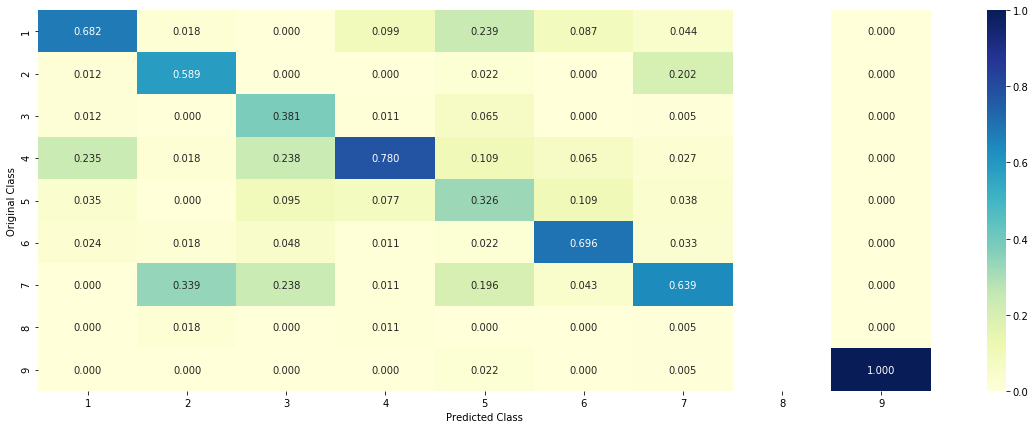 1 0.682 0.018 0.000 0.099 0.239 0.087 0.044 0.000
2 0.012 0.589 0.000 0.000 0.022 0.000 0.202 0.000
3 0.012 0.000 0.381 0.011 0.065 0.000 0.005 0.000
4 0.235 0.018 0.238 0.780 0.109 0.065 0.027 0.000
5 0.035 0.000 0.095 0.077 0.326 0.109 0.038 0.000
6 0.024 0.018 0.048 0.011 0.022 0.696 0.033 0.000
7 0.000 0.339 0.238 0.011 0.196 0.043 0.639 0.000
8 0.000 0.018 0.000 0.011 0.000 0.000 0.005 0.000
9 0.000 0.000 0.000 0.000 0.022 0.000 0.005 1.000
1 2 3 4 5 6 7 8 9
Predicted Class
Original Class
1.0
0.8
0.6
0.4
0.2
0.0